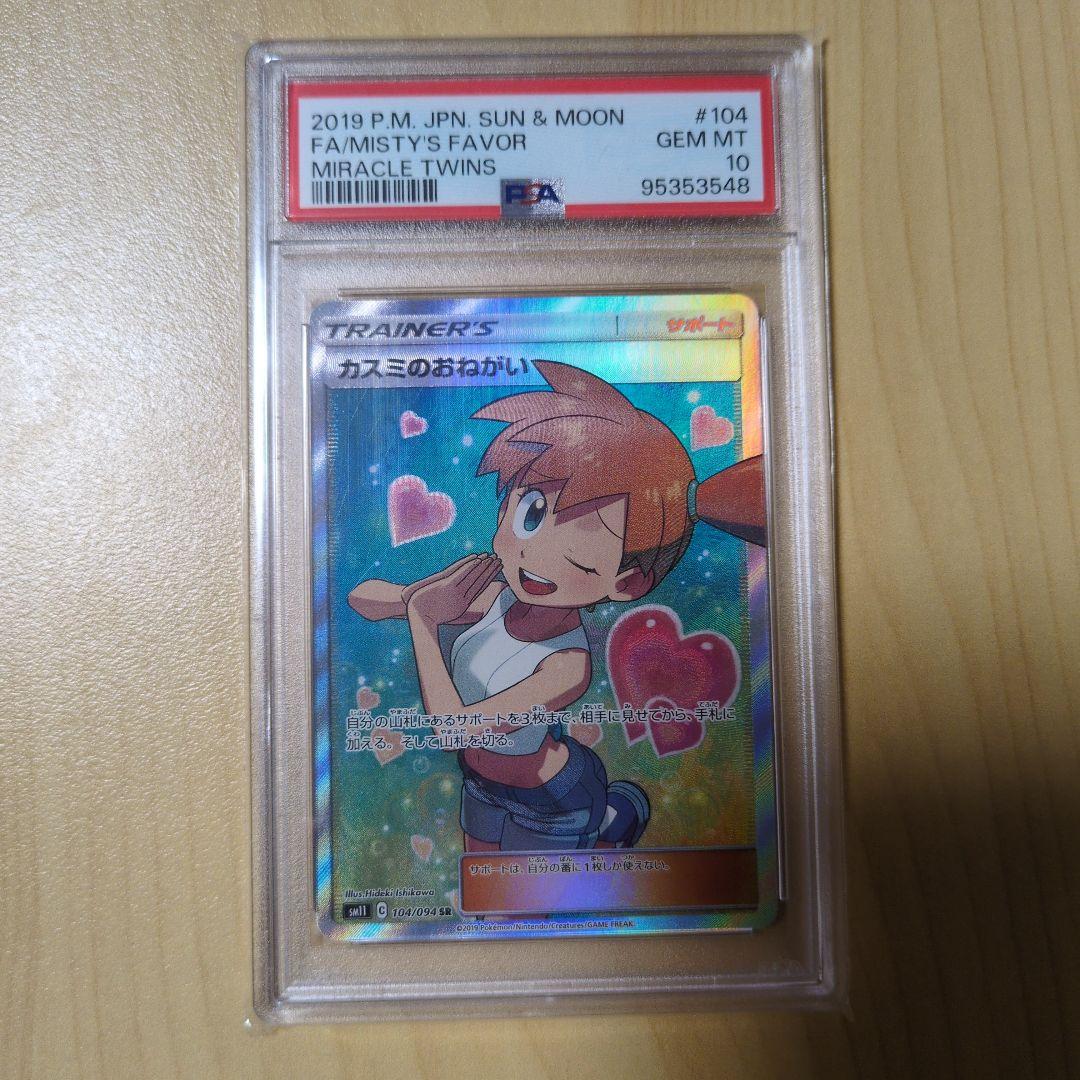 2019 P.M. JPN. SUN & MOON #104
FA/MISTY'S FAVOR GEM MT
MIRACLE TWINS 10
PSA 95353548
TRAINER'S サポート
カスミのおねがい
自分の山札にあるサポートを3枚まで、相手に見せてから、手札に
加える。そして山札を切る。
サポートは、自分の番に1枚しか使えない。
Illus.Hideki Ishikawa
SM11 C 104/094 SR
©2019 Pokémon/Nintendo/Creatures/GAME FREAK.